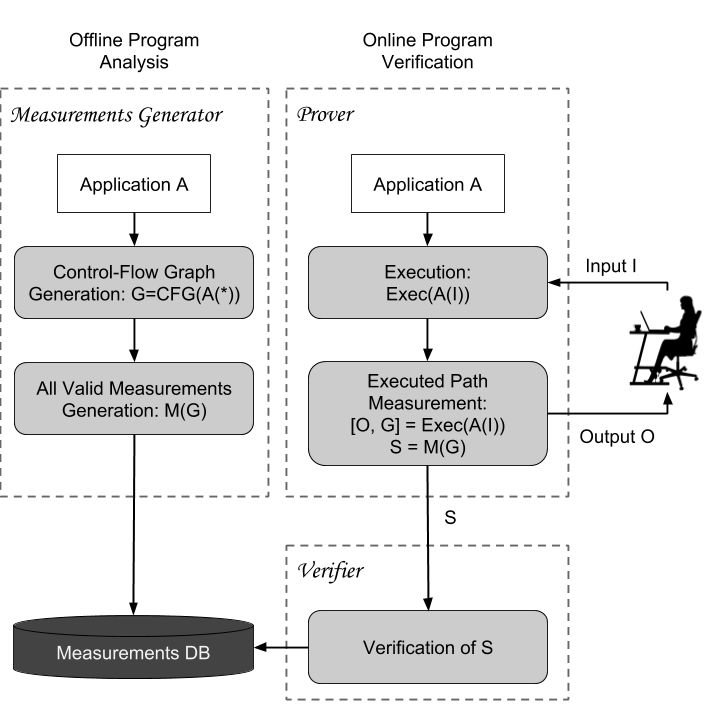 Offline Program
Analysis
Online Program
Verification
Measurements Generator
Application A
Control-Flow Graph
Generation: G=CFG(A(*))
All Valid Measurements
Generation: M(G)
Prover
Application A
Execution:
Exec(A(I))
Executed Path
Measurement:
[O, G] = Exec(A(I))
S = M(G)
Input I
Output O
S
Verifier
Verification of S
Measurements DB